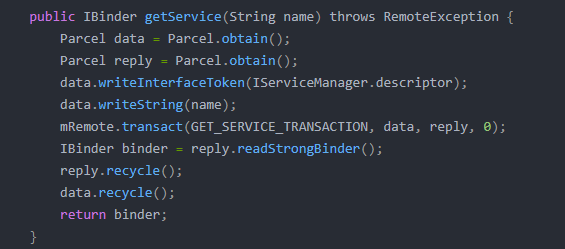 public IBinder getService(String name) throws RemoteException {
    Parcel data = Parcel.obtain();
    Parcel reply = Parcel.obtain();
    data.writeInterfaceToken(IServiceManager.descriptor);
    data.writeString(name);
    mRemote.transact(GET_SERVICE_TRANSACTION, data, reply, 0);
    IBinder binder = reply.readStrongBinder();
    reply.recycle();
    data.recycle();
    return binder;
}